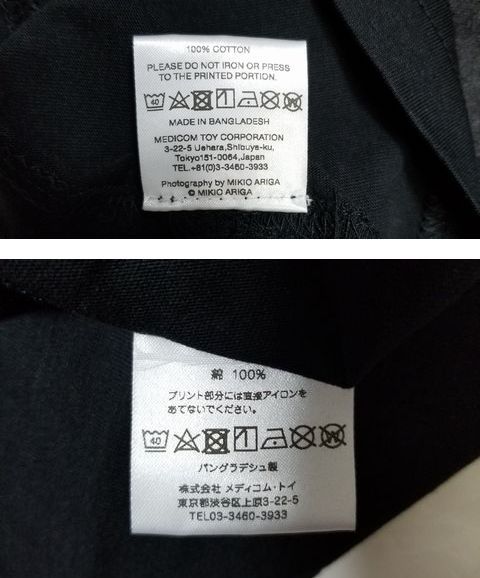 100% COTTON
PLEASE DO NOT IRON OR PRESS
TO THE PRINTED PORTION.
40
MADE IN BANGLADESH
MEDICOM TOY CORPORATION
3-22-5 Uehara,Shibuya-ku,
Tokyo151-0064,Japan
TEL.+81(0)3-3460-3933
Photography by MIKIO ARIGA
© MIKIO ARIGA
綿 100%
プリント部分には直接アイロンを
あてないでください。
40
バングラデシュ製
株式会社 メディコム・トイ
東京都渋谷区上原3-22-5
TEL03-3460-3933